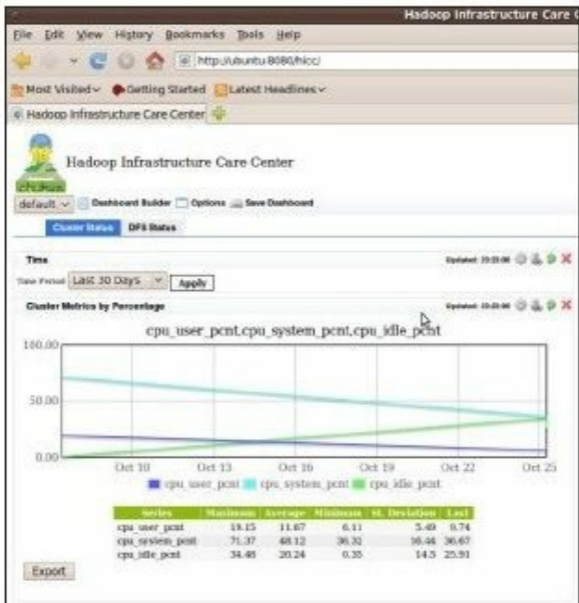 Hadoop Infrastructure Care C
File Edit View History Bookmarks Tools Help
http://ubuntu:8080/hicc/
Most Visited Getting Started Latest Headlines
Hadoop Infrastructure Care Center
Hadoop Infrastructure Care Center
chukwa
default Dashboard Builder Options Save Dashboard
Cluster Status DFS Status
Time Updated:
Time Period Last 30 Days Apply
Cluster Metrics by Percentage Updated:
cpu_user_pcnt,cpu_system_pcnt,cpu_idle_pcnt
100.00
50.00
0.00
Oct 10 Oct 13 Oct 16 Oct 19 Oct 22 Oct 25
cpu_user_pcnt cpu_system_pcnt cpu_idle_pcnt
Series Maximum Average Minimum St. Deviation Last
cpu_user_pcnt 19.15 11.67 6.11 5.49 9.74
cpu_system_pcnt 71.37 48.12 36.32 16.44 36.67
cpu_idle_pcnt 34.48 20.24 0.35 14.5 25.91
Export